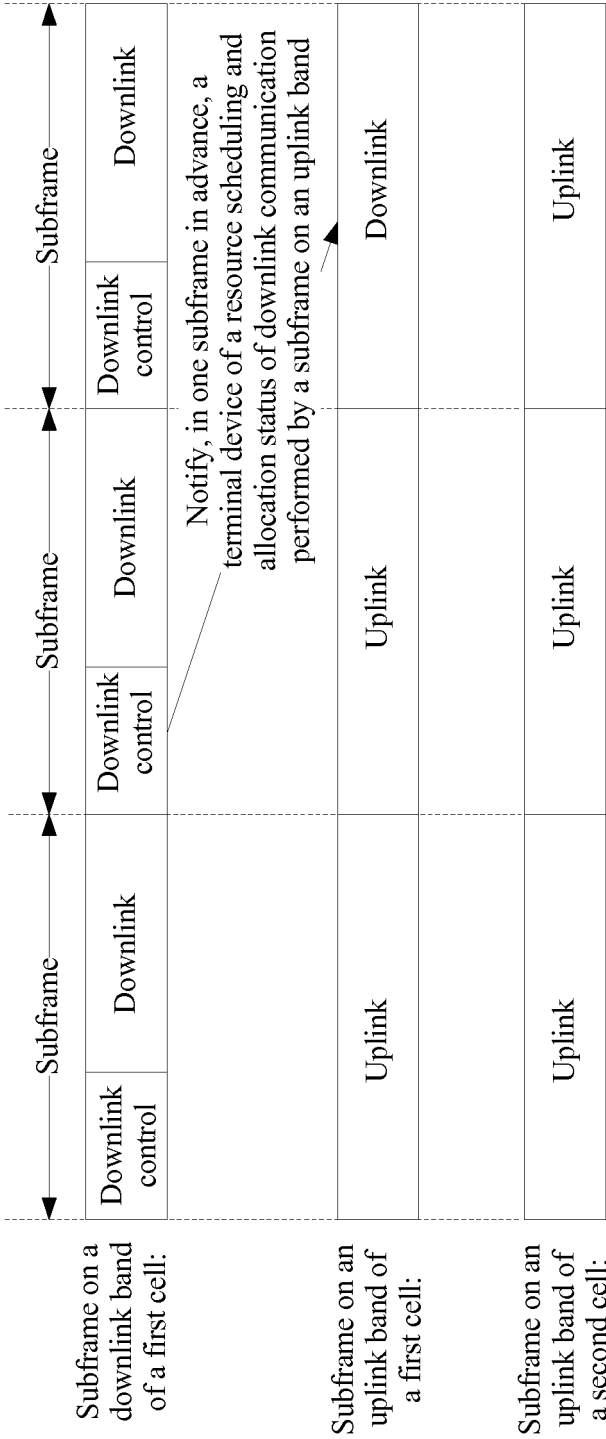 Subframe
Subframe
Subframe
Subframe on a
downlink band
of a first cell:
Downlink
control
Downlink
Downlink
control
Downlink
Downlink
control
Downlink
Notify, in one subframe in advance, a
terminal device of a resource scheduling and
allocation status of downlink communication
performed by a subframe on an uplink band
Subframe on an
uplink band of
a first cell:
Uplink
Uplink
Downlink
Subframe on an
uplink band of
a second cell:
Uplink
Uplink
Uplink